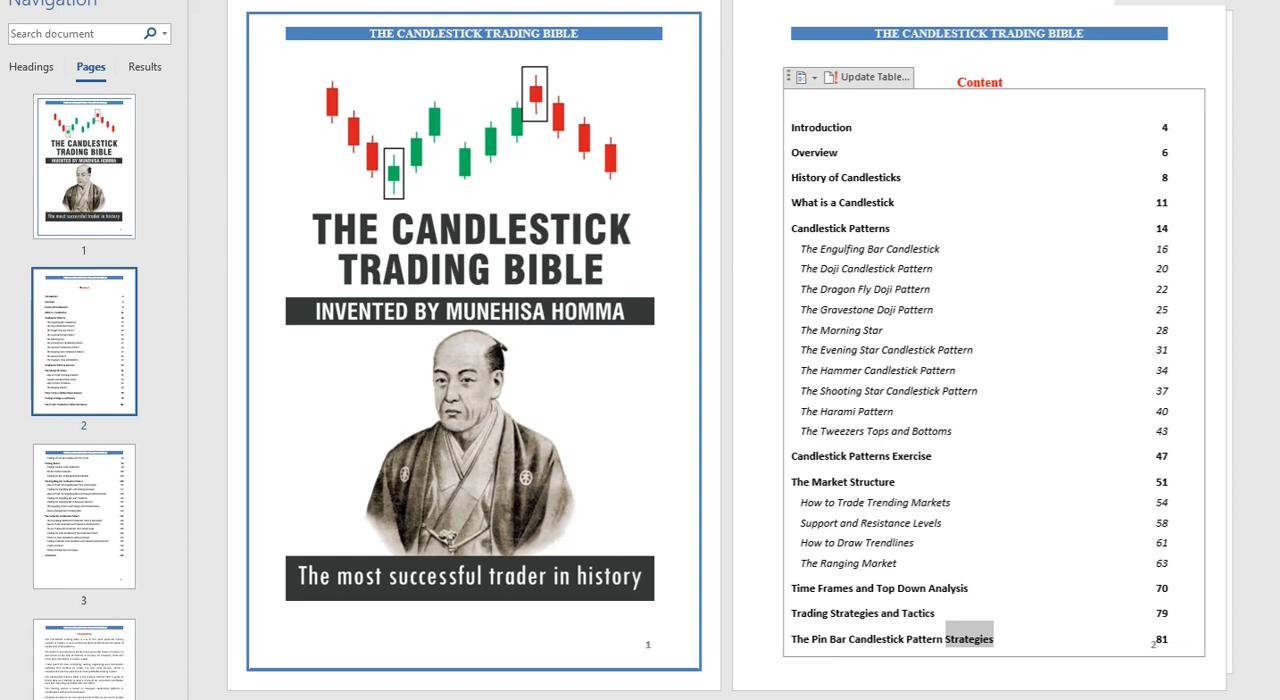 Navigation
Search document
Headings Pages Results
1
2
3
THE CANDLESTICK TRADING BIBLE
THE CANDLESTICK
TRADING BIBLE
INVENTED BY MUNEHISA HOMMA
The most successful trader in history
1
THE CANDLESTICK TRADING BIBLE
Update Table...
Content
Introduction 4
Overview 6
History of Candlesticks 8
What is a Candlestick 11
Candlestick Patterns 14
The Engulfing Bar Candlestick 16
The Doji Candlestick Pattern 20
The Dragon Fly Doji Pattern 22
The Gravestone Doji Pattern 25
The Morning Star 28
The Evening Star Candlestick Pattern 31
The Hammer Candlestick Pattern 34
The Shooting Star Candlestick Pattern 37
The Harami Pattern 40
The Tweezers Tops and Bottoms 43
Candlestick Patterns Exercise 47
The Market Structure 51
How to Trade Trending Markets 54
Support and Resistance Levels 58
How to Draw Trendlines 61
The Ranging Market 63
Time Frames and Top Down Analysis 70
Trading Strategies and Tactics 79
The Pin Bar Candlestick Pattern Strategies 81
2